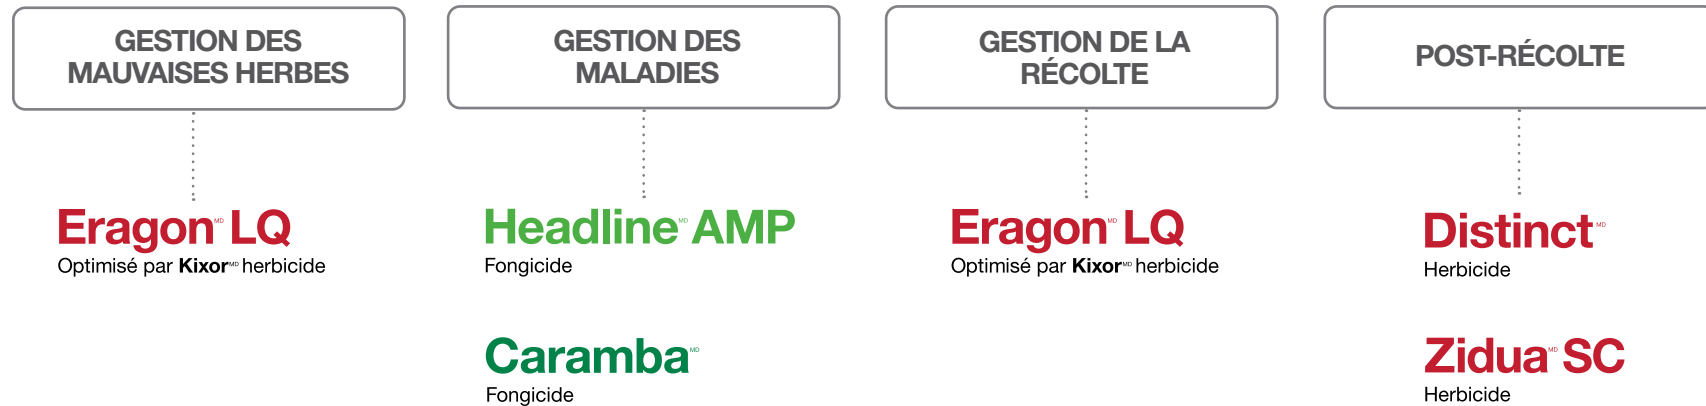 GESTION DES
MAUVAISES HERBES
GESTION DES
MALADIES
GESTION DE LA
RÉCOLTE
POST-RÉCOLTE
Eragon MD LQ
Optimisé par Kixor MD herbicide
Headline MD AMP
Fongicide
Caramba MD
Fongicide
Eragon MD LQ
Optimisé par Kixor MD herbicide
Distinct MD
Herbicide
Zidua MD SC
Herbicide